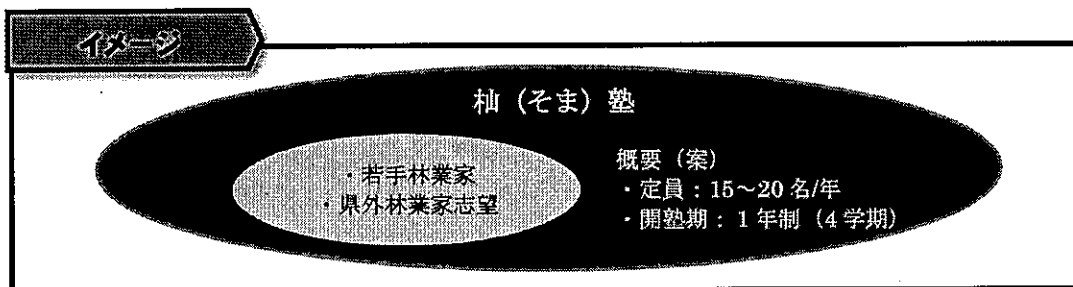 イメージ
杣（そま）塾
・若手林業家
・県外林業家志望
概要（案）
・定員：15～20名/年
・開塾期：1年制（4学期）